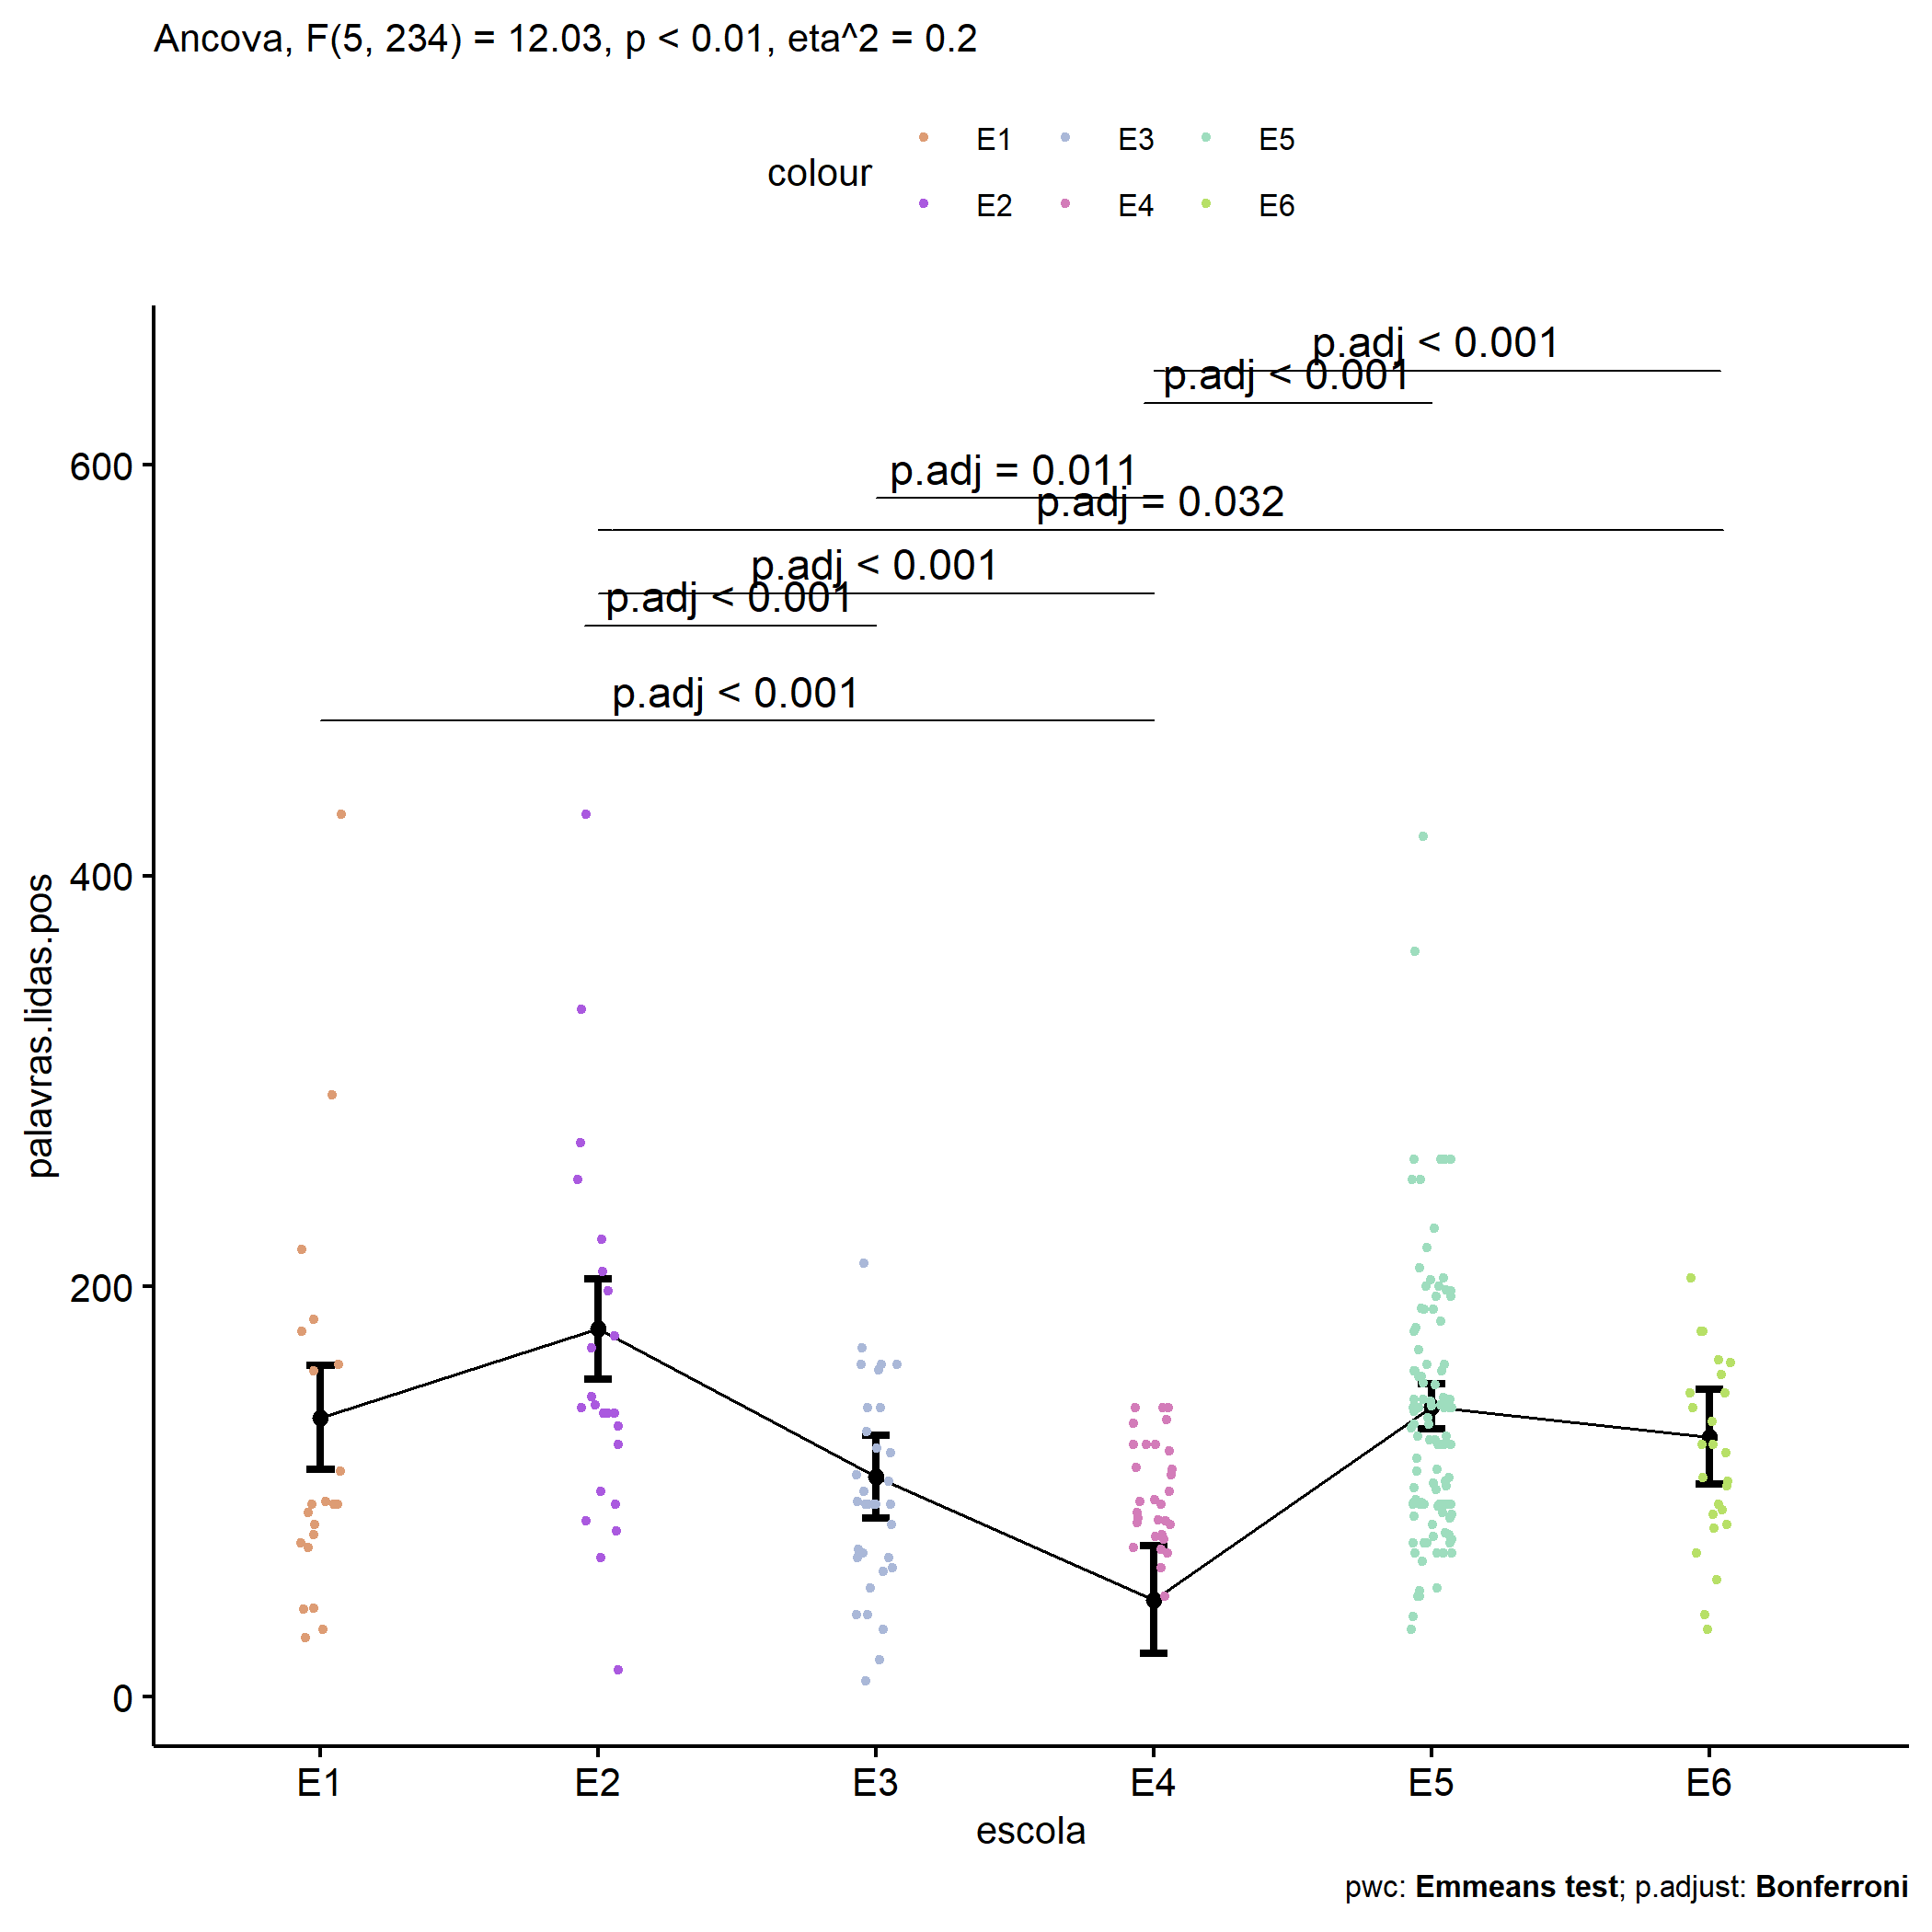 Ancova, F(5, 234) = 12.03, p < 0.01, eta^2 = 0.2
colour
E1 E3 E5
E2 E4 E6
p.adj < 0.001
p.adj < 0.001
p.adj = 0.011
p.adj = 0.032
p.adj < 0.001
p.adj < 0.001
p.adj < 0.001
600
400
200
0
palavras.lidas.pos
E1 E2 E3 E4 E5 E6
escola
pwc: Emmeans test; p.adjust: Bonferroni